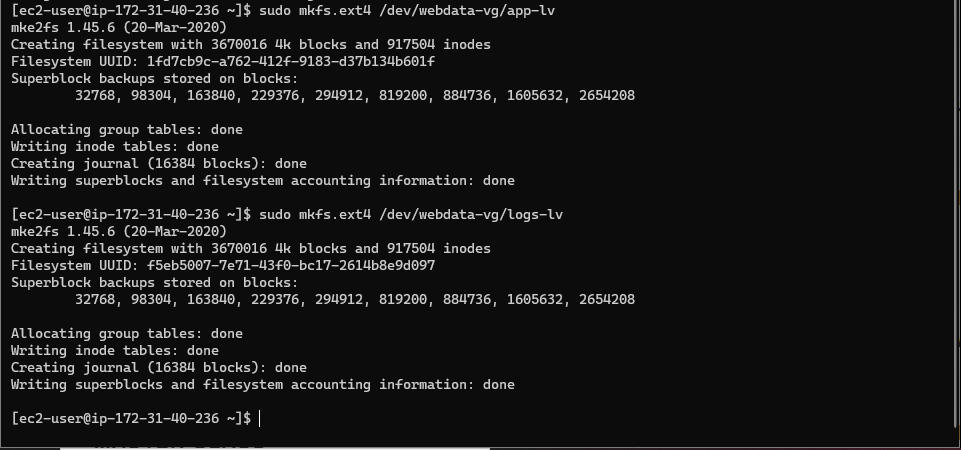 [ec2-user@ip-172-31-40-236 ~]$ sudo mkfs.ext4 /dev/webdata-vg/app-lv
mke2fs 1.45.6 (20-Mar-2020)
Creating filesystem with 3670016 4k blocks and 917504 inodes
Filesystem UUID: 1fd7cb9c-a762-412f-9183-d37b134b601f
Superblock backups stored on blocks:
        32768, 98304, 163840, 229376, 294912, 819200, 884736, 1605632, 2654208
Allocating group tables: done
Writing inode tables: done
Creating journal (16384 blocks): done
Writing superblocks and filesystem accounting information: done
[ec2-user@ip-172-31-40-236 ~]$ sudo mkfs.ext4 /dev/webdata-vg/logs-lv
mke2fs 1.45.6 (20-Mar-2020)
Creating filesystem with 3670016 4k blocks and 917504 inodes
Filesystem UUID: f5eb5007-7e71-43f0-bc17-2614b8e9d097
Superblock backups stored on blocks:
        32768, 98304, 163840, 229376, 294912, 819200, 884736, 1605632, 2654208
Allocating group tables: done
Writing inode tables: done
Creating journal (16384 blocks): done
Writing superblocks and filesystem accounting information: done
[ec2-user@ip-172-31-40-236 ~]$